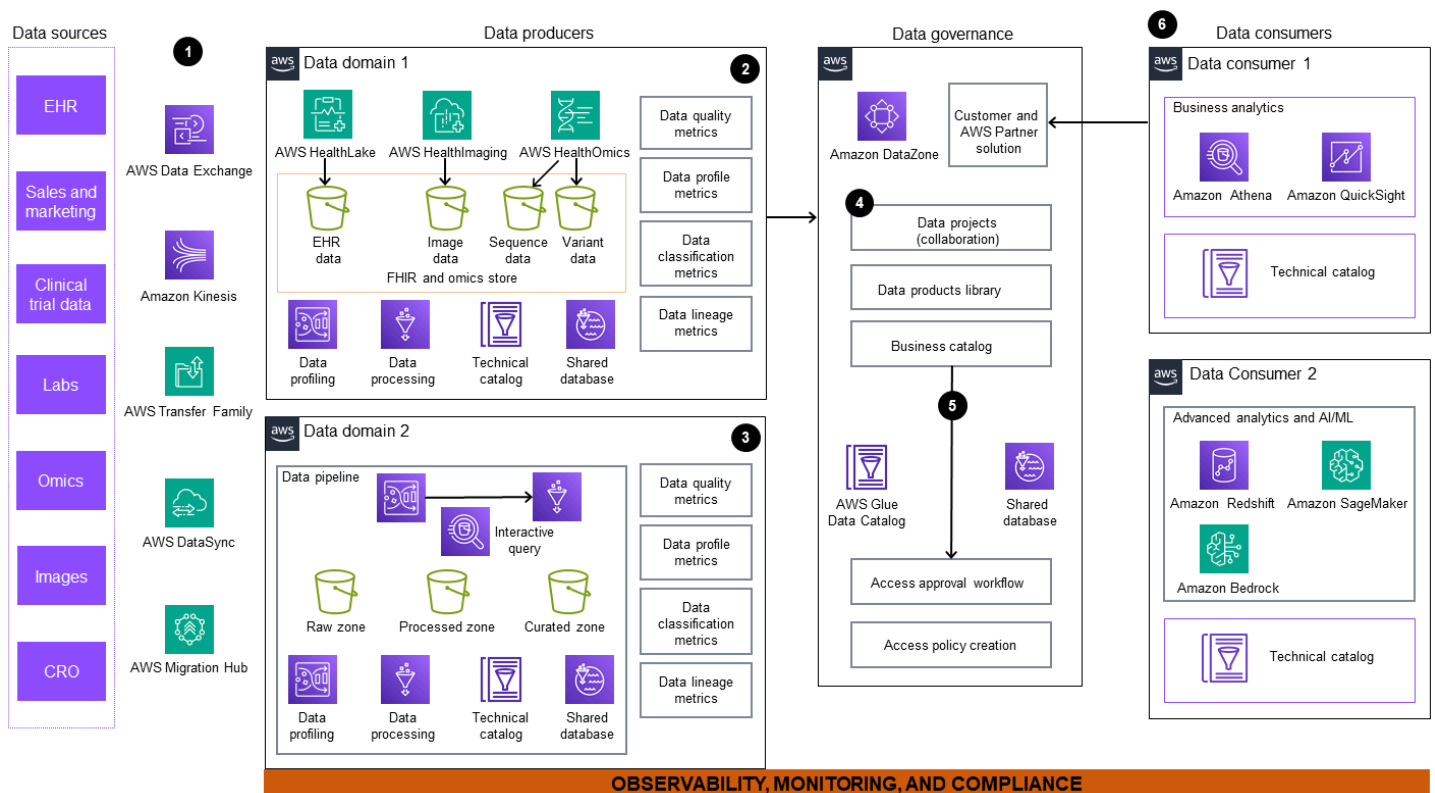 Data sources
EHR
Sales and
marketing
Clinical
trial data
Labs
Omics
Images
CRO
1
AWS Data Exchange
Amazon Kinesis
AWS Transfer Family
AWS DataSync
AWS Migration Hub
Data producers
aws
Data domain 1
2
AWS HealthLake
AWS HealthImaging
AWS HealthOmics
EHR
data
Image
data
Sequence
data
Variant
data
FHIR and omics store
Data
profiling
Data
processing
Technical
catalog
Shared
database
Data quality
metrics
Data profile
metrics
Data
classification
metrics
Data lineage
metrics
aws
Data domain 2
3
Data pipeline
Interactive
query
Raw zone
Processed zone
Curated zone
Data
profiling
Data
processing
Technical
catalog
Shared
database
Data quality
metrics
Data profile
metrics
Data
classification
metrics
Data lineage
metrics
Data governance
aws
Amazon DataZone
Customer and
AWS Partner
solution
4
Data projects
(collaboration)
Data products library
Business catalog
5
AWS Glue
Data Catalog
Shared
database
Access approval workflow
Access policy creation
6
Data consumers
aws
Data consumer 1
Business analytics
Amazon Athena
Amazon QuickSight
Technical catalog
aws
Data Consumer 2
Advanced analytics and AI/ML
Amazon Redshift
Amazon SageMaker
Amazon Bedrock
Technical catalog
OBSERVABILITY, MONITORING, AND COMPLIANCE